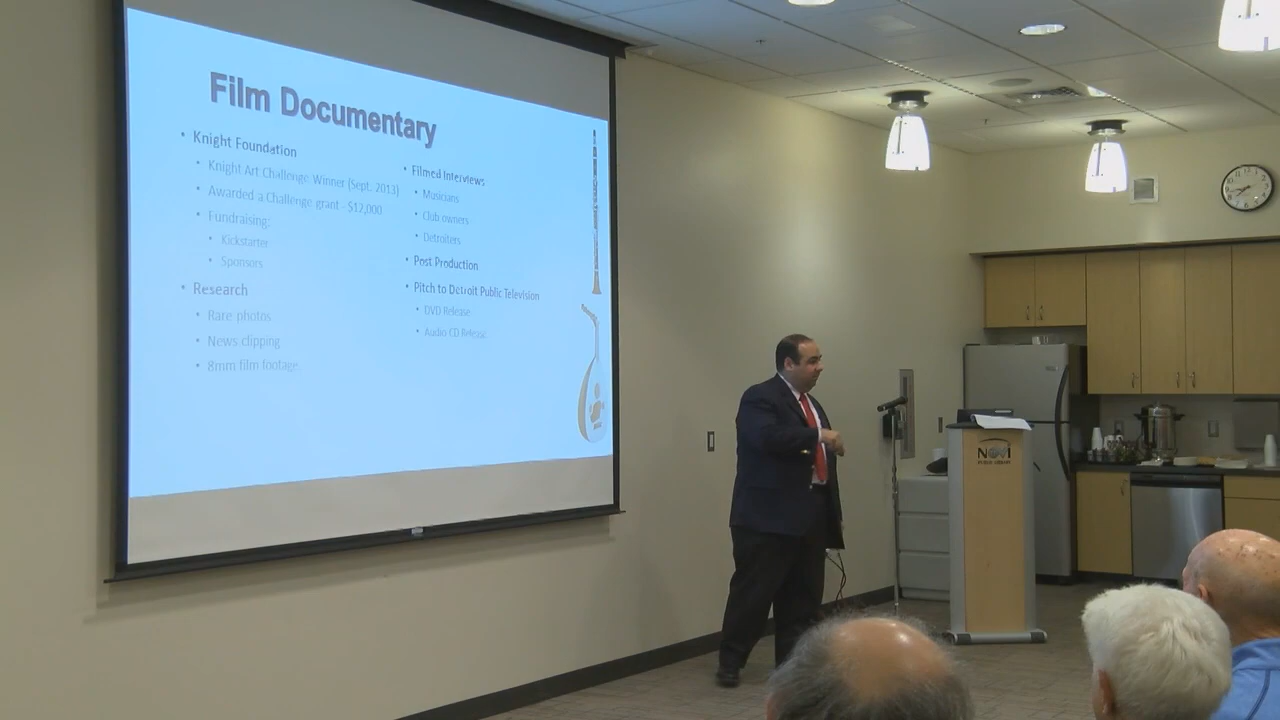 Film Documentary
• Knight Foundation
• Knight Art Challenge Winner (Sept. 2013)
• Awarded a Challenge grant - $12,000
• Fundraising:
• Kickstarter
• Sponsors
• Research
• Rare photos
• News clipping
• 8mm film footage
• Filmed Interviews
• Musicians
• Club owners
• Detroiters
• Post Production
• Pitch to Detroit Public Television
• DVD Release
• Audio CD Release
NOVI
PUBLIC LIBRARY